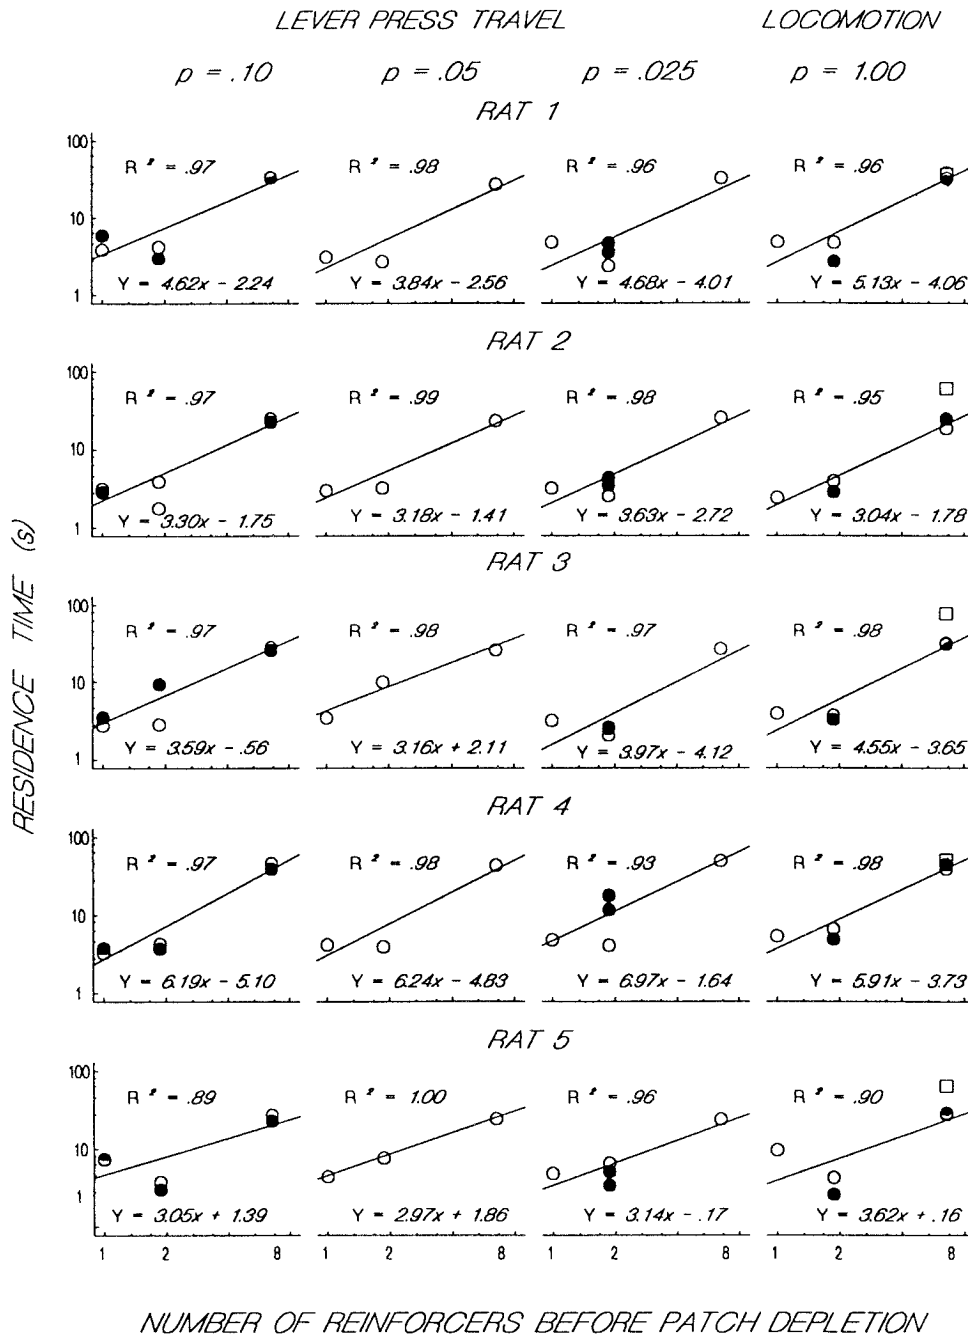 LEVER PRESS TRAVEL LOCOMOTION
p = .10 p = .05 p = .025 p = 1.00
RAT 1
100 R² = .97 R² = .98 R² = .96 R² = .96
10
Y = 4.62x - 2.24 Y = 3.84x - 2.56 Y = 4.68x - 4.01 Y = 5.13x - 4.06
1
RAT 2
100 R² = .97 R² = .99 R² = .98 R² = .95
10
Y = 3.30x - 1.75 Y = 3.18x - 1.41 Y = 3.63x - 2.72 Y = 3.04x - 1.78
1
RAT 3
100 R² = .97 R² = .98 R² = .97 R² = .98
10
Y = 3.59x - .56 Y = 3.16x + 2.11 Y = 3.97x - 4.12 Y = 4.55x - 3.65
1
RAT 4
100 R² = .97 R² = .98 R² = .93 R² = .98
10
Y = 6.19x - 5.10 Y = 6.24x - 4.83 Y = 6.97x - 1.64 Y = 5.91x - 3.73
1
RAT 5
100 R² = .89 R² = 1.00 R² = .96 R² = .90
10
1
Y = 3.05x + 1.39 Y = 2.97x + 1.86 Y = 3.14x - .17 Y = 3.62x + .16
1 2 8 1 2 8 1 2 8 1 2 8
RESIDENCE TIME (s)
NUMBER OF REINFORCERS BEFORE PATCH DEPLETION